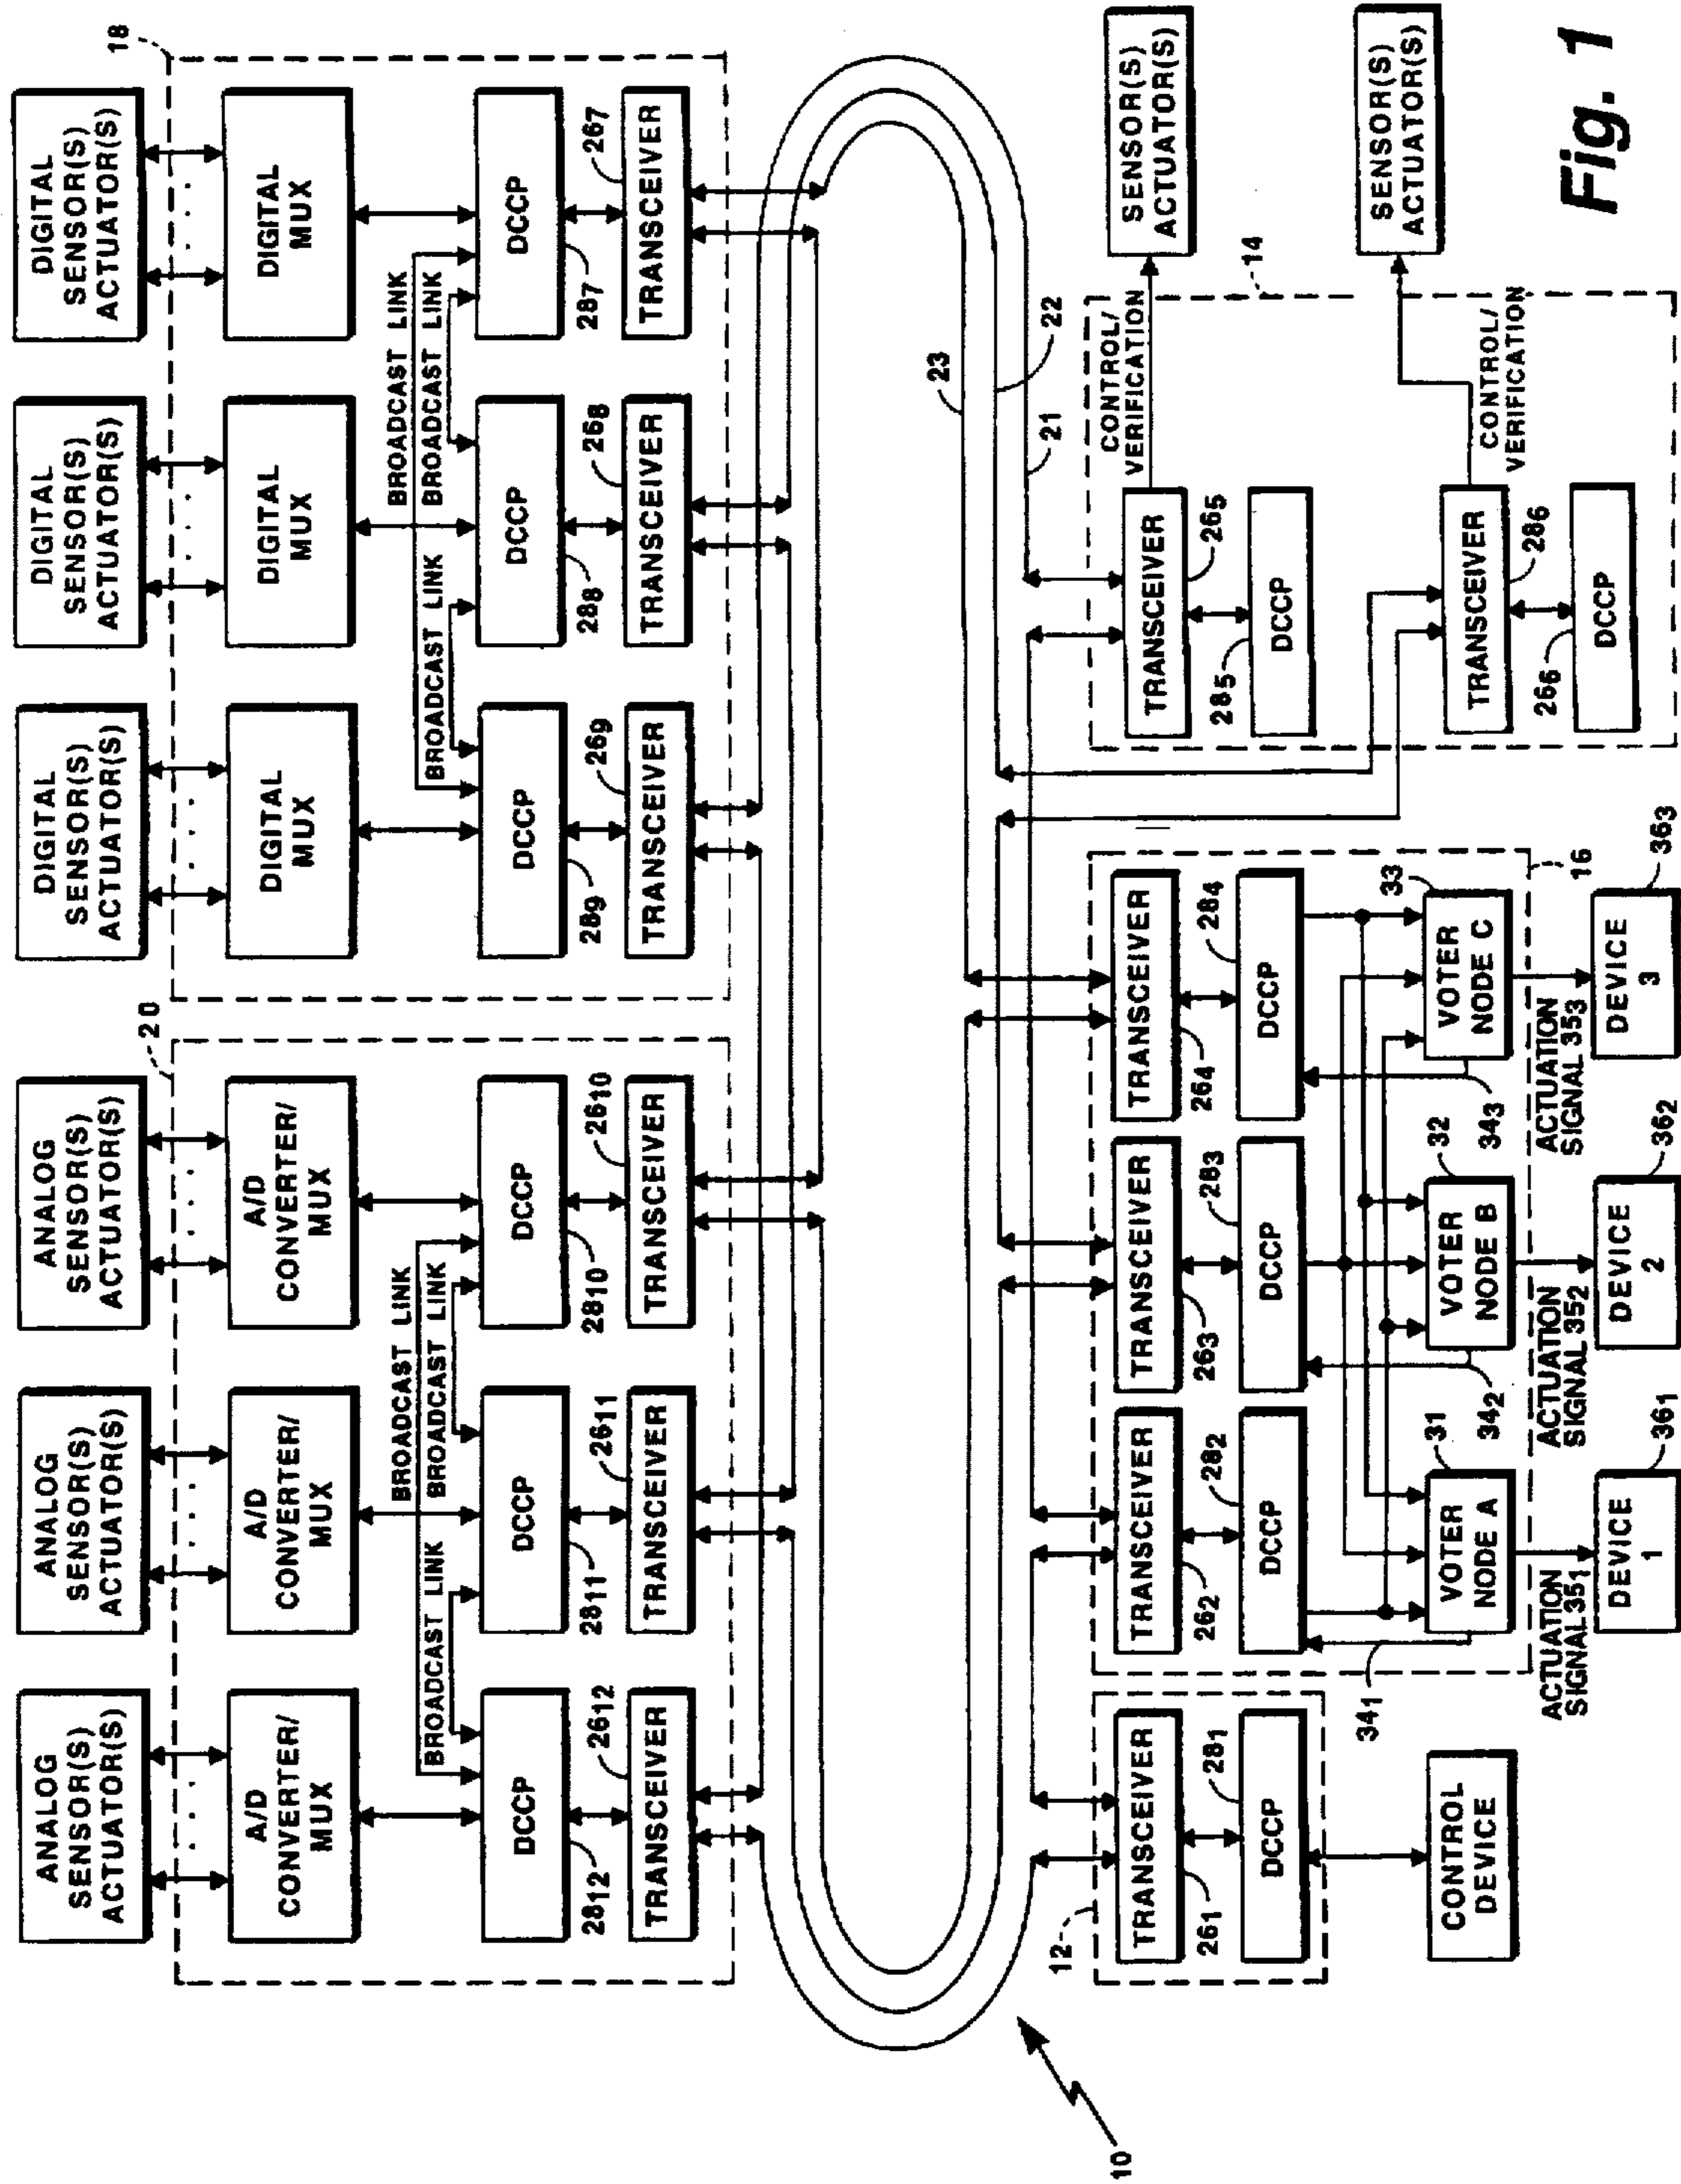 ANALOG
SENSOR(S)
ACTUATOR(S)
ANALOG
SENSOR(S)
ACTUATOR(S)
ANALOG
SENSOR(S)
ACTUATOR(S)
DIGITAL
SENSOR(S)
ACTUATOR(S)
DIGITAL
SENSOR(S)
ACTUATOR(S)
DIGITAL
SENSOR(S)
ACTUATOR(S)
20
18
A/D
CONVERTER/
MUX
A/D
CONVERTER/
MUX
A/D
CONVERTER/
MUX
DIGITAL
MUX
DIGITAL
MUX
DIGITAL
MUX
BROADCAST LINK
BROADCAST LINK
BROADCAST LINK
BROADCAST LINK
BROADCAST LINK
BROADCAST LINK
DCCP
DCCP
DCCP
DCCP
DCCP
DCCP
28₁₂
26₁₂
28₁₁
26₁₁
28₁₀
26₁₀
28₉
26₉
28₈
26₈
28₇
26₇
TRANSCEIVER
TRANSCEIVER
TRANSCEIVER
TRANSCEIVER
TRANSCEIVER
TRANSCEIVER
23
22
21
10
12
TRANSCEIVER
26₁
28₁
DCCP
CONTROL
DEVICE
TRANSCEIVER
26₂
28₂
DCCP
TRANSCEIVER
26₃
28₃
DCCP
TRANSCEIVER
26₄
28₄
DCCP
34₁
31
VOTER
NODE A
34₂
32
VOTER
NODE B
34₃
33
VOTER
NODE C
16
ACTUATION
SIGNAL 35₁
ACTUATION
SIGNAL 35₂
ACTUATION
SIGNAL 35₃
DEVICE
1
36₁
DEVICE
2
36₂
DEVICE
3
36₃
CONTROL/
VERIFICATION
14
TRANSCEIVER
26₅
28₅
DCCP
SENSOR(S)
ACTUATOR(S)
CONTROL/
VERIFICATION
TRANSCEIVER
28₆
26₆
DCCP
SENSOR(S)
ACTUATOR(S)
Fig. 1